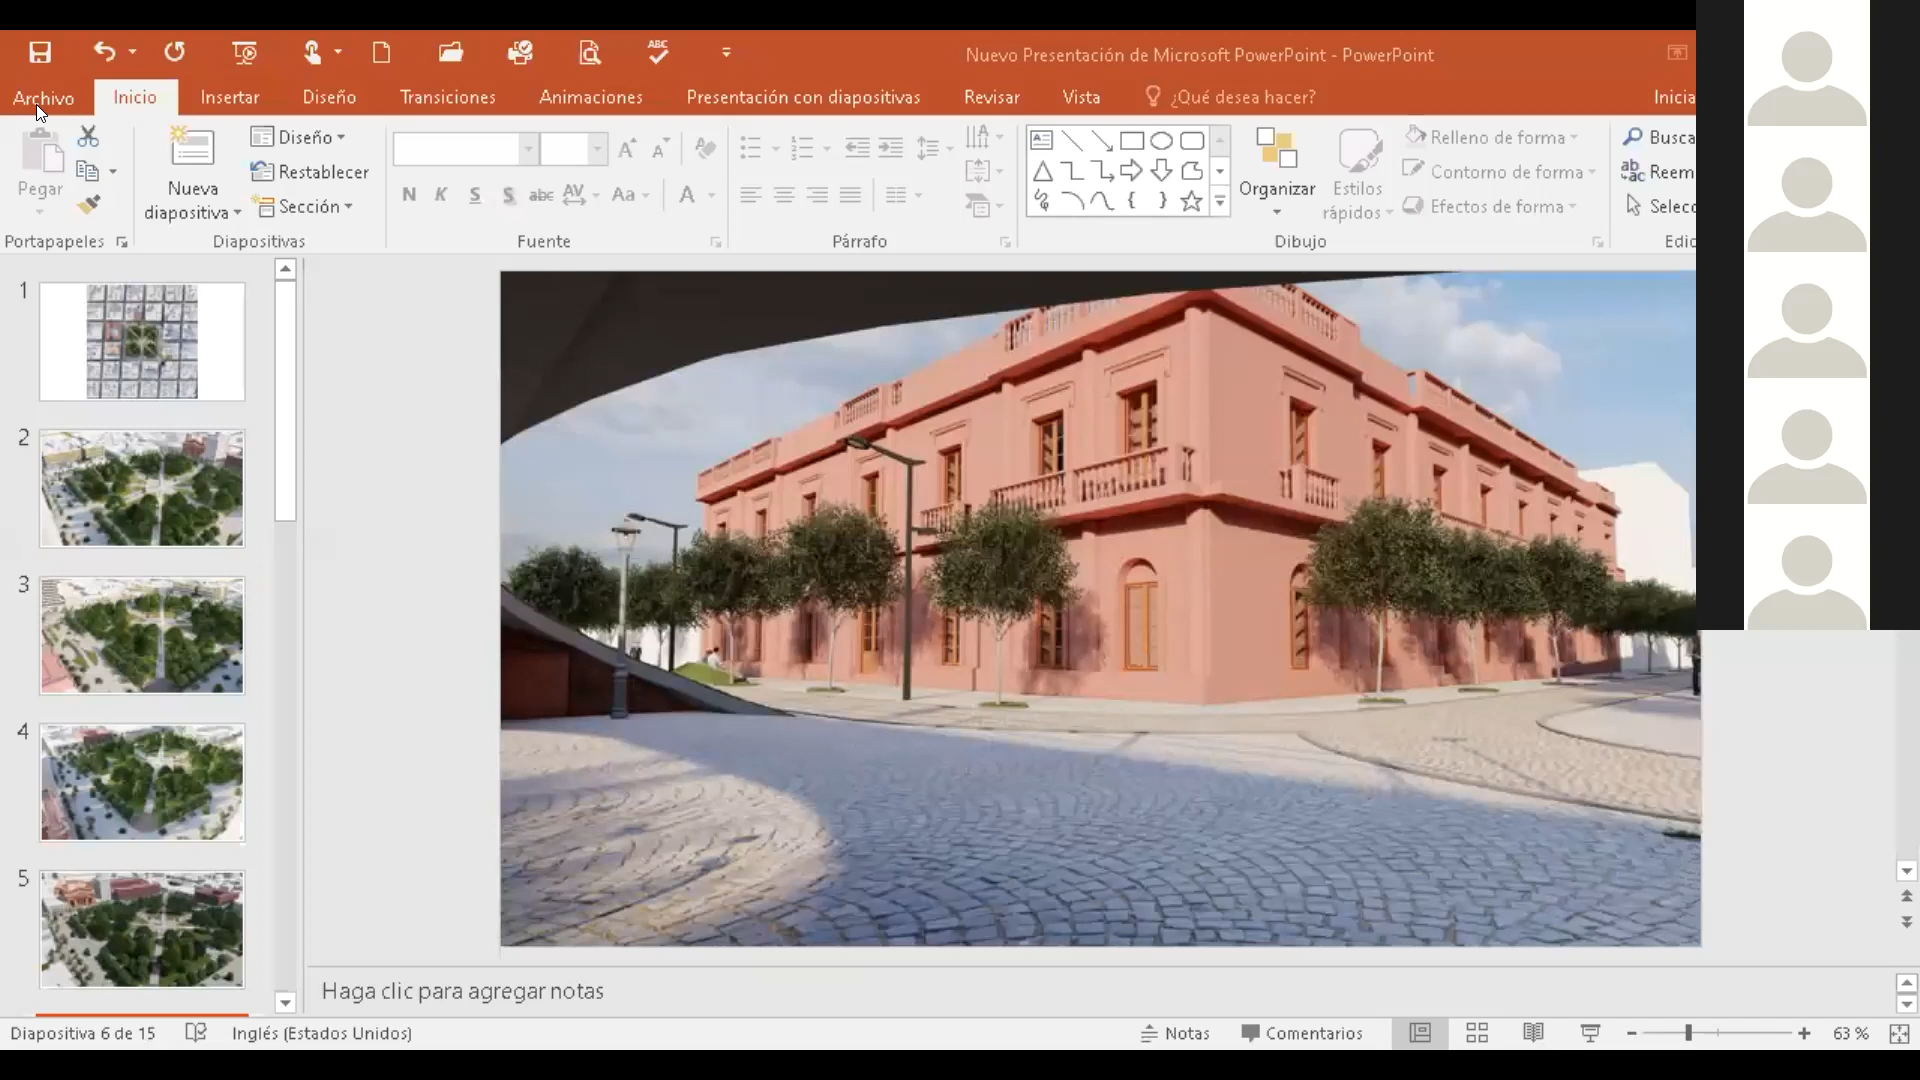 ABC
Nuevo Presentación de Microsoft PowerPoint - PowerPoint
Archivo
Inicio
Insertar
Diseño
Transiciones
Animaciones
Presentación con diapositivas
Revisar
Vista
¿Qué desea hacer?
Inicia
Pegar
Nueva
diapositiva
Diseño
Restablecer
Sección
N K S S abc AV Aa A
Organizar
Estilos
rápidos
Relleno de forma
Contorno de forma
Efectos de forma
Busca
Reem
Selec
Portapapeles
Diapositivas
Fuente
Párrafo
Dibujo
Edic
1
2
3
4
5
Haga clic para agregar notas
Diapositiva 6 de 15
Inglés (Estados Unidos)
Notas
Comentarios
63 %